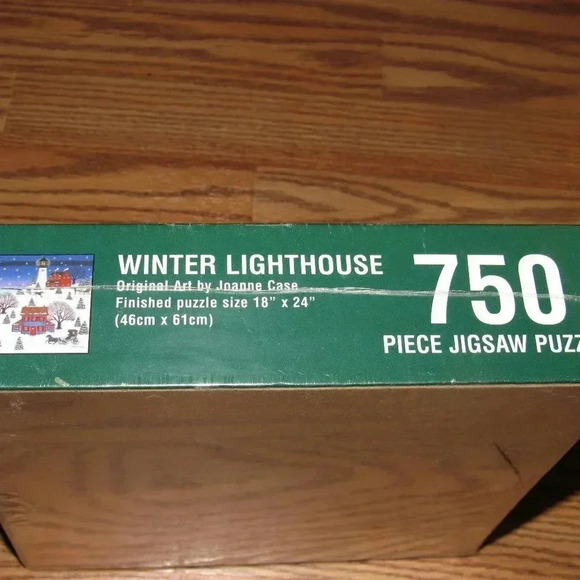 WINTER LIGHTHOUSE
Original Art by Joanne Case
Finished puzzle size 18" x 24"
(46cm x 61cm)
750
PIECE JIGSAW PUZZ